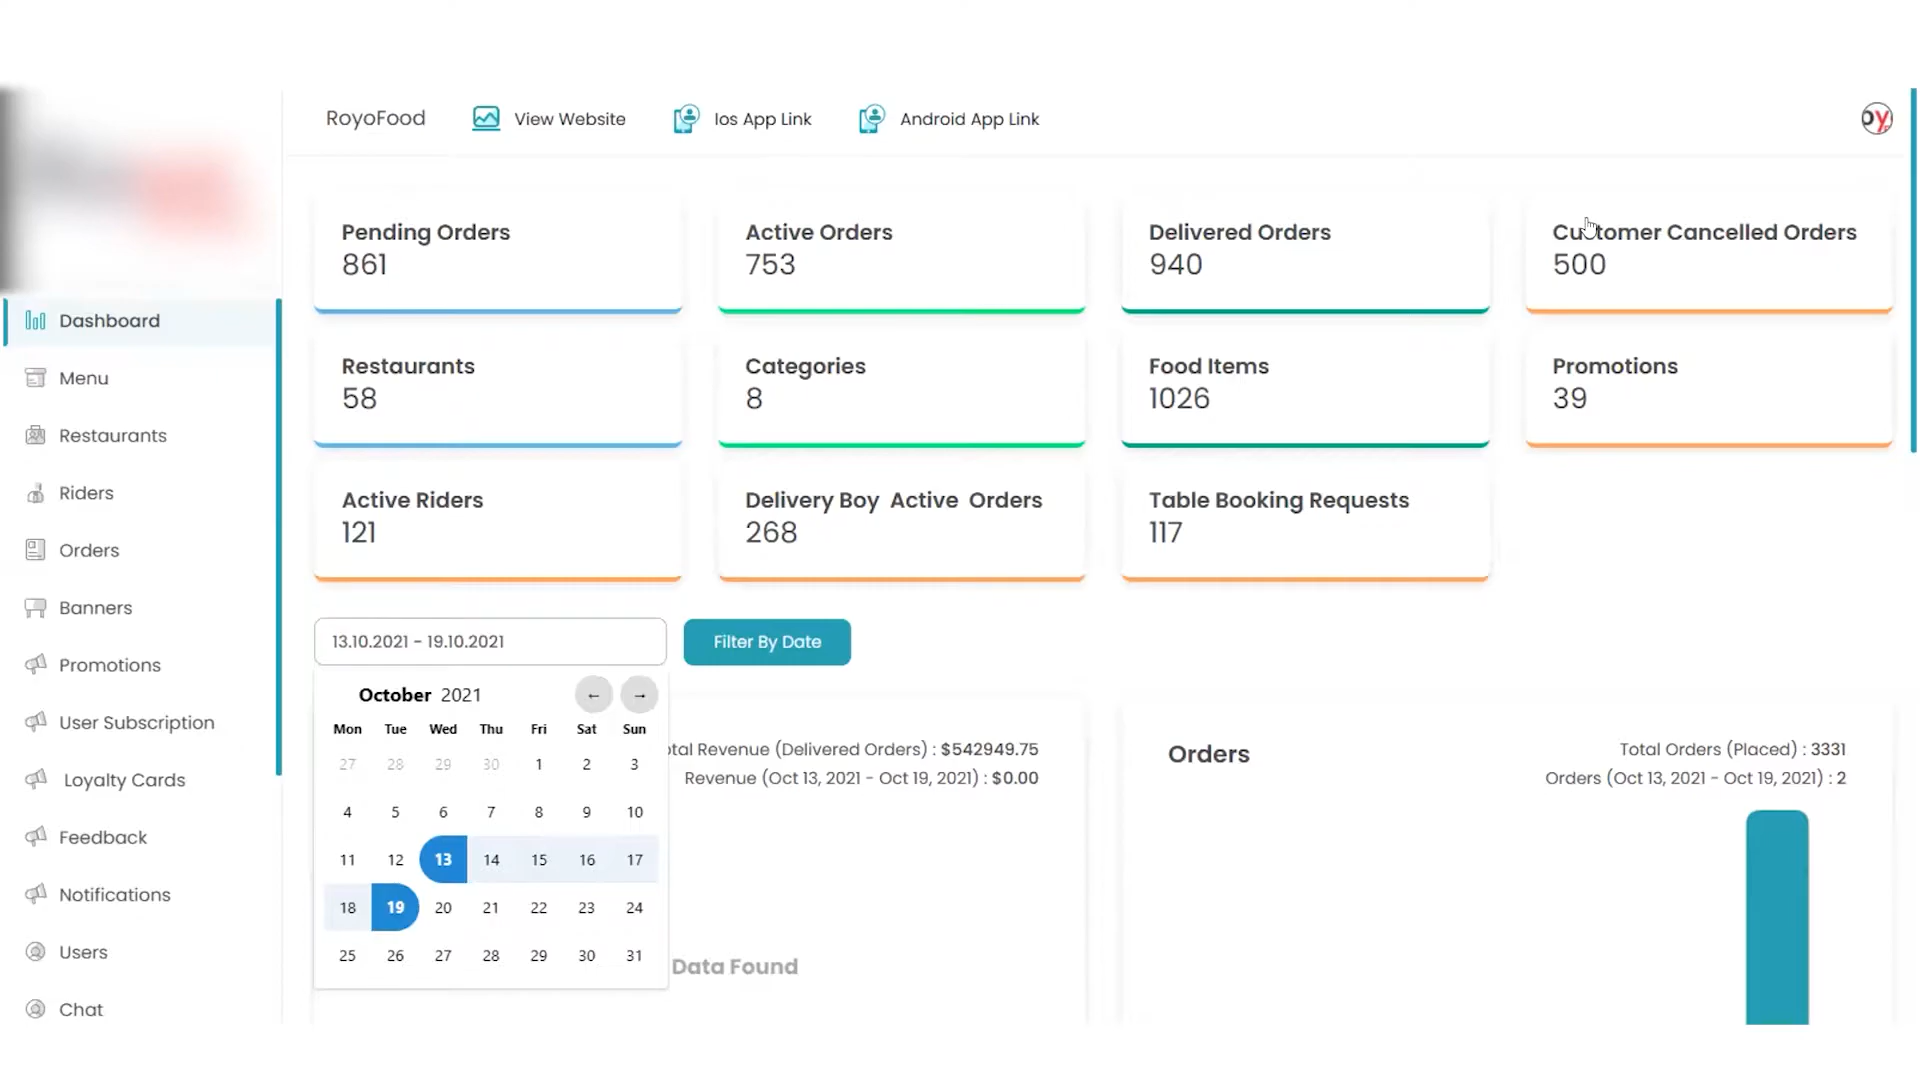 RoyoFood
View Website
Ios App Link
Android App Link
Pending Orders
861
Active Orders
753
Delivered Orders
940
Customer Cancelled Orders
500
Restaurants
58
Categories
8
Food Items
1026
Promotions
39
Active Riders
121
Delivery Boy Active Orders
268
Table Booking Requests
117
Dashboard
Menu
Restaurants
Riders
Orders
Banners
Promotions
User Subscription
Loyalty Cards
Feedback
Notifications
Users
Chat
13.10.2021 - 19.10.2021
Filter By Date
October 2021
← →
Mon Tue Wed Thu Fri Sat Sun
27 28 29 30 1 2 3
4 5 6 7 8 9 10
11 12 13 14 15 16 17
18 19 20 21 22 23 24
25 26 27 28 29 30 31
Revenue (Delivered Orders) : $542949.75
Revenue (Oct 13, 2021 - Oct 19, 2021) : $0.00
Data Found
Orders
Total Orders (Placed) : 3331
Orders (Oct 13, 2021 - Oct 19, 2021) : 2